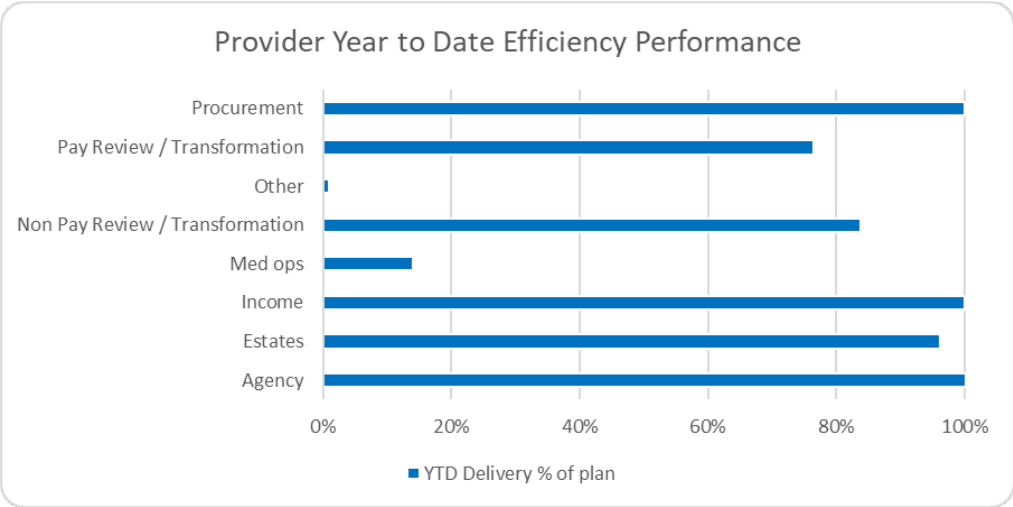 Provider Year to Date Efficiency Performance
Procurement
Pay Review / Transformation
Other
Non Pay Review / Transformation
Med ops
Income
Estates
Agency
0% 20% 40% 60% 80% 100%
YTD Delivery % of plan